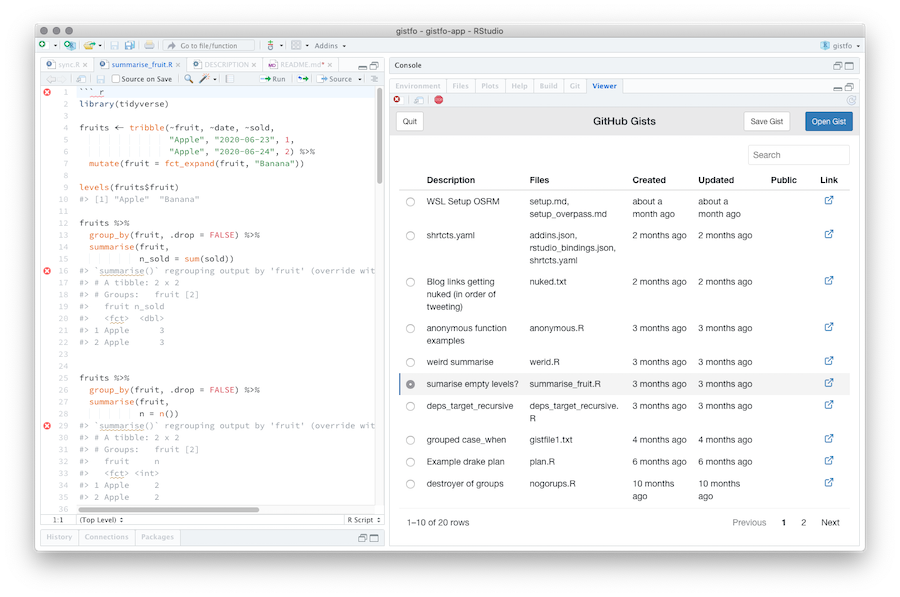 gistfo - gistfo-app - RStudio
Go to file/function
Addins
gistfo
sync.R
summarise_fruit.R
DESCRIPTION
README.md*
Source on Save
Run
Source
1 ``` r
2 library(tidyverse)
3
4 fruits <- tribble(~fruit, ~date, ~sold,
5 "Apple", "2020-06-23", 1,
6 "Apple", "2020-06-24", 2) %>%
7 mutate(fruit = fct_expand(fruit, "Banana"))
8
9 levels(fruits$fruit)
10 #> [1] "Apple" "Banana"
11
12 fruits %>%
13 group_by(fruit, .drop = FALSE) %>%
14 summarise(fruit,
15 n_sold = sum(sold))
16 #> `summarise()` regrouping output by 'fruit' (override wit
17 #> # A tibble: 2 x 2
18 #> # Groups: fruit [2]
19 #> fruit n_sold
20 #> <fct> <dbl>
21 #> 1 Apple 3
22 #> 2 Apple 3
23
24
25 fruits %>%
26 group_by(fruit, .drop = FALSE) %>%
27 summarise(fruit,
28 n = n())
29 #> `summarise()` regrouping output by 'fruit' (override wit
30 #> # A tibble: 2 x 2
31 #> # Groups: fruit [2]
32 #> fruit n
33 #> <fct> <int>
34 #> 1 Apple 2
35 #> 2 Apple 2
36
1:1 (Top Level) R Script
History Connections Packages
Console
Environment Files Plots Help Build Git Viewer
Quit GitHub Gists Save Gist Open Gist
Search
Description Files Created Updated Public Link
WSL Setup OSRM setup.md, about a about a
setup_overpass.md month ago month ago
shrtcts.yaml addins.json, 2 months ago 2 months ago
rstudio_bindings.json,
shrtcts.yaml
Blog links getting nuked.txt 2 months ago 2 months ago
nuked (in order of
tweeting)
anonymous function anonymous.R 3 months ago 3 months ago
examples
weird summarise werid.R 3 months ago 3 months ago
sumarise empty levels? summarise_fruit.R 3 months ago 3 months ago
deps_target_recursive deps_target_recursive. 3 months ago 3 months ago
R
grouped case_when gistfile1.txt 4 months ago 4 months ago
Example drake plan plan.R 6 months ago 6 months ago
destroyer of groups nogorups.R 10 months 10 months
ago ago
1–10 of 20 rows Previous 1 2 Next